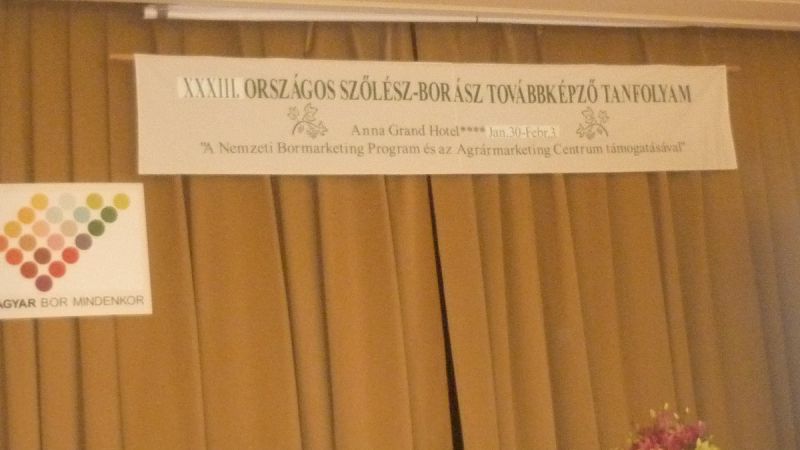 XXXIII. ORSZÁGOS SZŐLÉSZ-BORÁSZ TOVÁBBKÉPZŐ TANFOLYAM
Anna Grand Hotel**** Jan.30-Febr.3
"A Nemzeti Bormarketing Program és az Agrármarketing Centrum támogatásával"
AGYAR BOR MINDENKOR